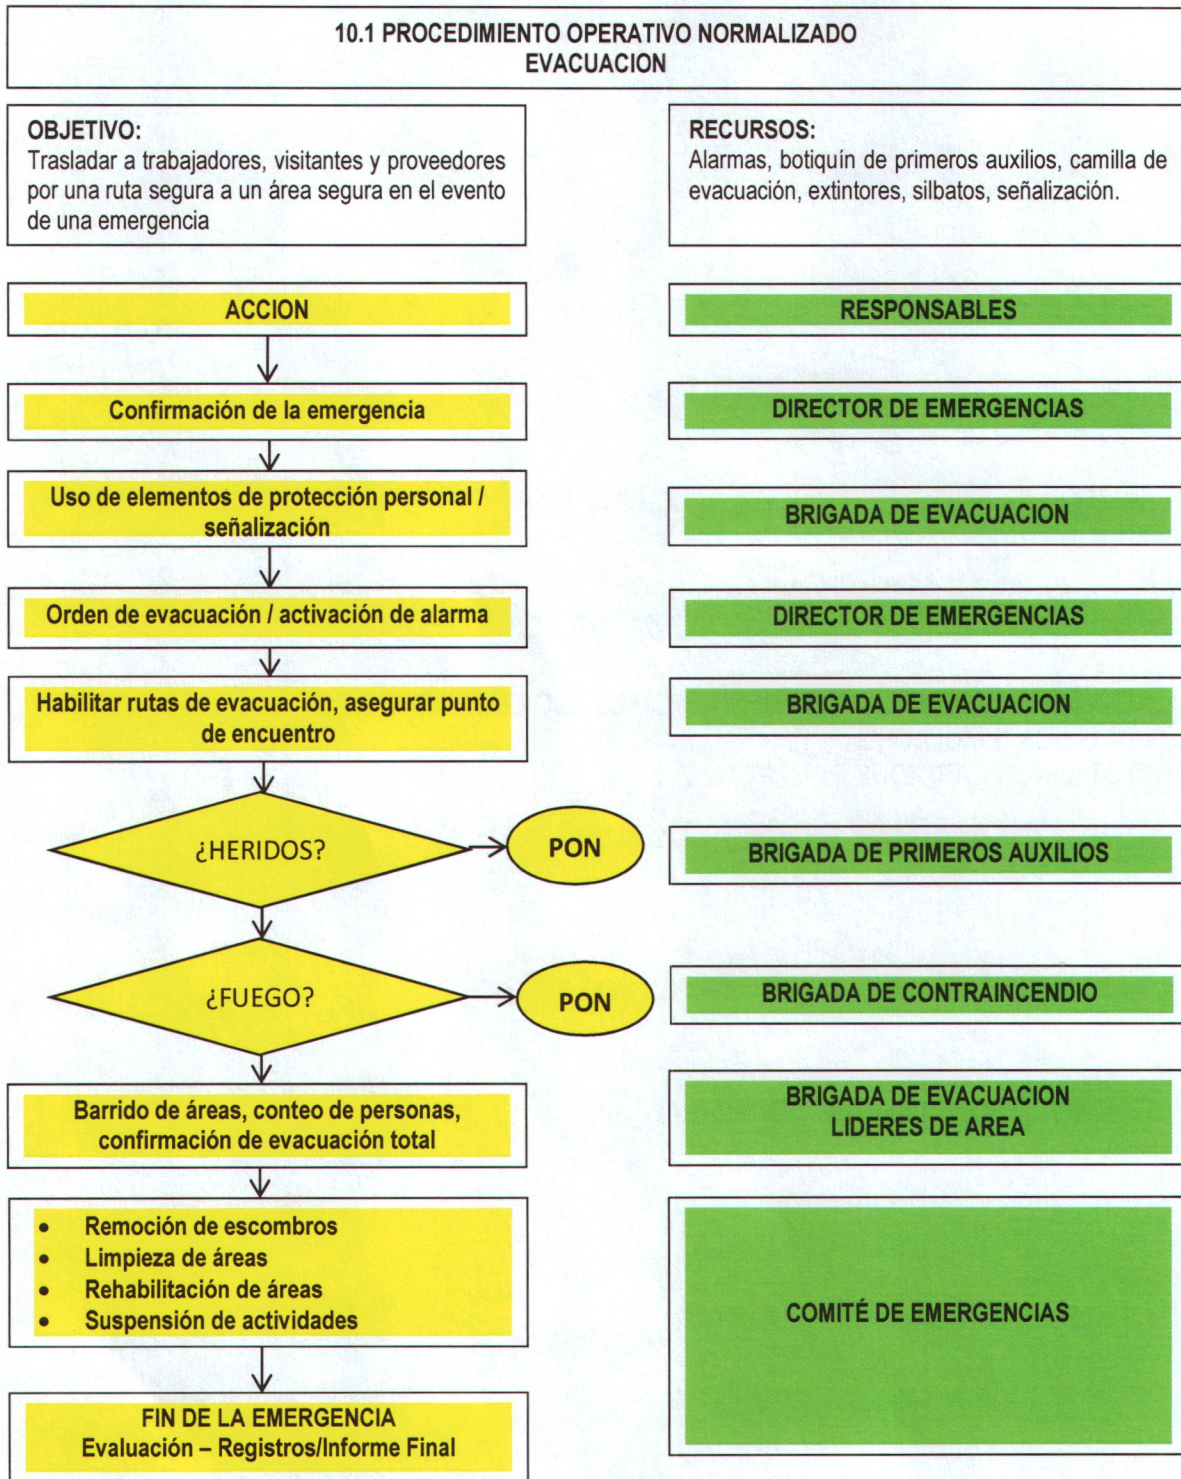 10.1 PROCEDIMIENTO OPERATIVO NORMALIZADO
EVACUACION
OBJETIVO:
Trasladar a trabajadores, visitantes y proveedores
por una ruta segura a un área segura en el evento
de una emergencia
RECURSOS:
Alarmas, botiquín de primeros auxilios, camilla de
evacuación, extintores, silbatos, señalización.
ACCION
RESPONSABLES
Confirmación de la emergencia
DIRECTOR DE EMERGENCIAS
Uso de elementos de protección personal /
señalización
BRIGADA DE EVACUACION
Orden de evacuación / activación de alarma
DIRECTOR DE EMERGENCIAS
Habilitar rutas de evacuación, asegurar punto
de encuentro
BRIGADA DE EVACUACION
¿HERIDOS?
PON
BRIGADA DE PRIMEROS AUXILIOS
¿FUEGO?
PON
BRIGADA DE CONTRAINCENDIO
Barrido de áreas, conteo de personas,
confirmación de evacuación total
BRIGADA DE EVACUACION
LIDERES DE AREA
• Remoción de escombros
• Limpieza de áreas
• Rehabilitación de áreas
• Suspensión de actividades
COMITÉ DE EMERGENCIAS
FIN DE LA EMERGENCIA
Evaluación – Registros/Informe Final